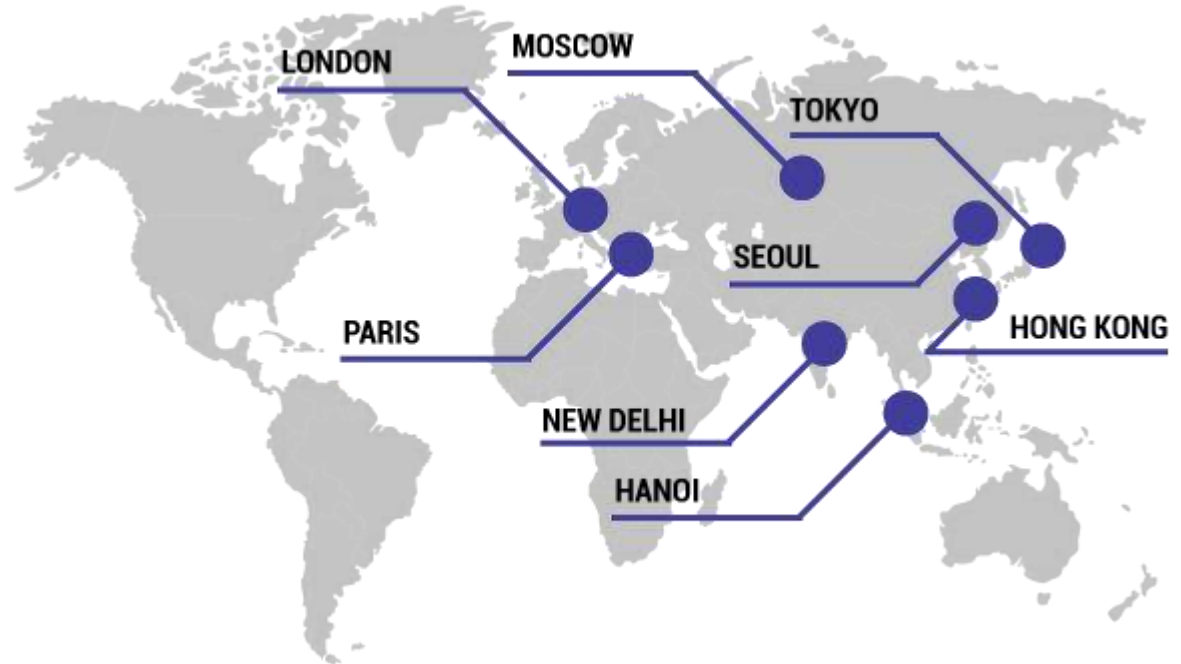 MOSCOW
LONDON
TOKYO
SEOUL
HONG KONG
PARIS
NEW DELHI
HANOI